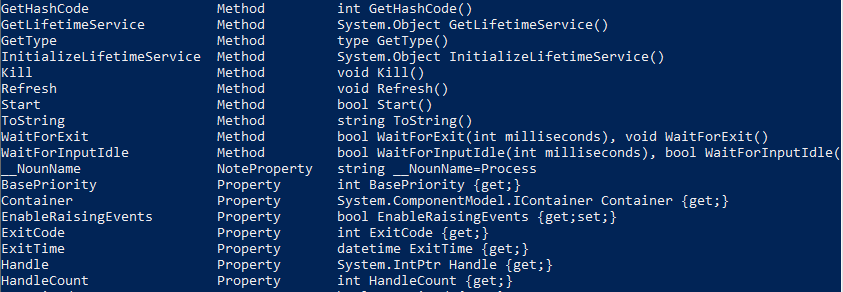 GetHashCode Method int GetHashCode()
GetLifetimeService Method System.Object GetLifetimeService()
GetType Method type GetType()
InitializeLifetimeService Method System.Object InitializeLifetimeService()
Kill Method void Kill()
Refresh Method void Refresh()
Start Method bool Start()
ToString Method string ToString()
WaitForExit Method bool WaitForExit(int milliseconds), void WaitForExit()
WaitForInputIdle Method bool WaitForInputIdle(int milliseconds), bool WaitForInputIdle(
__NounName NoteProperty string __NounName=Process
BasePriority Property int BasePriority {get;}
Container Property System.ComponentModel.IContainer Container {get;}
EnableRaisingEvents Property bool EnableRaisingEvents {get;set;}
ExitCode Property int ExitCode {get;}
ExitTime Property datetime ExitTime {get;}
Handle Property System.IntPtr Handle {get;}
HandleCount Property int HandleCount {get;}